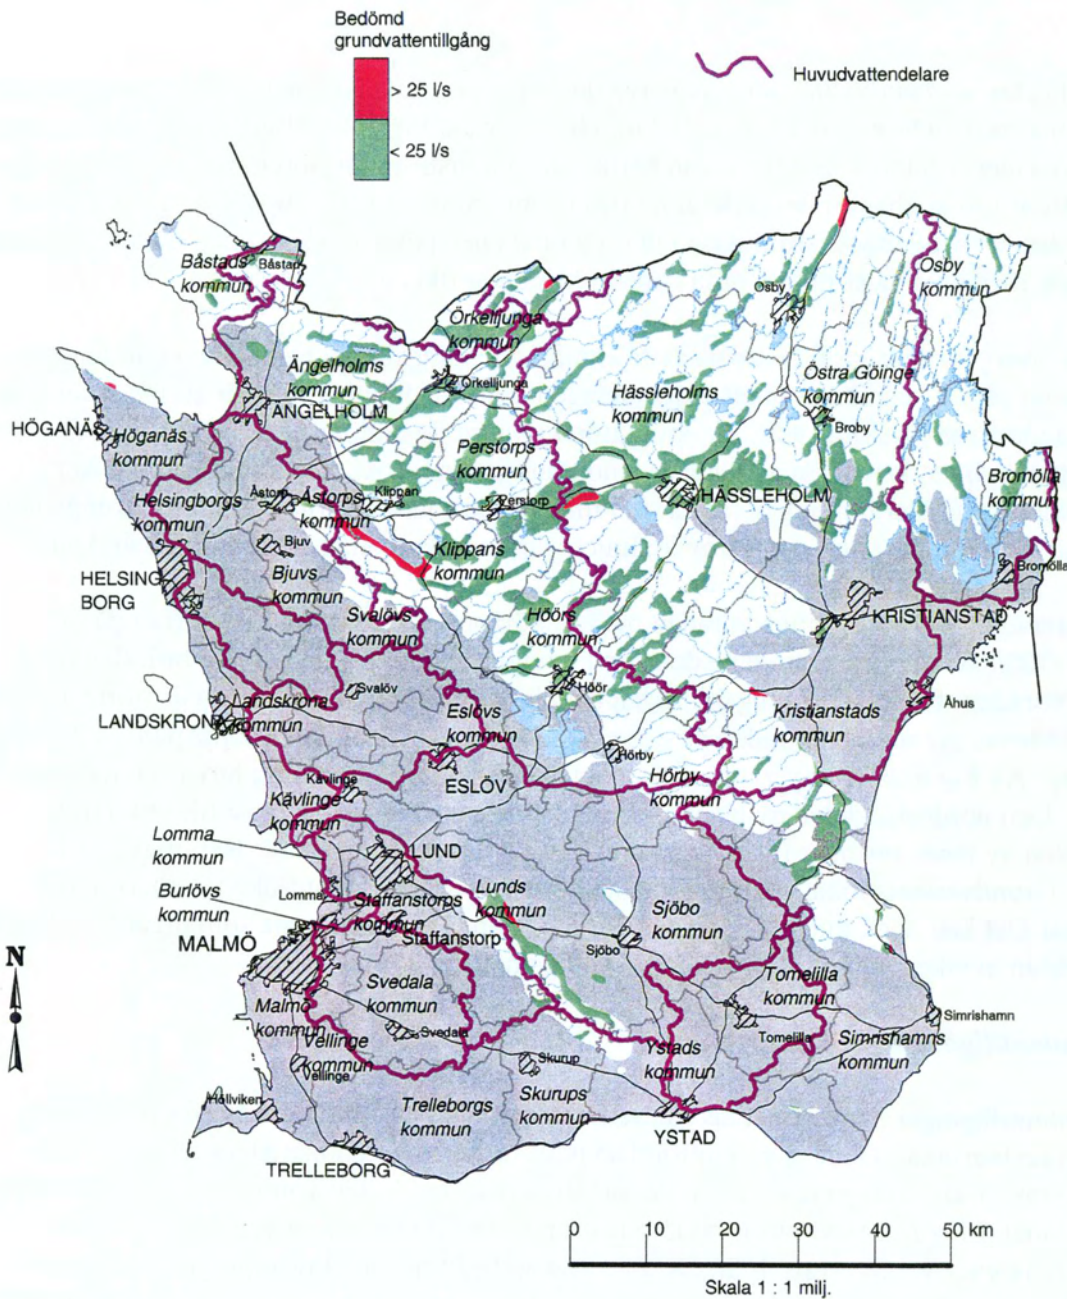 Bedömd
grundvattentillgång
> 25 l/s
< 25 l/s
Huvudvattendelare
Båstads
kommun
Båstad
Osby
kommun
Osby
Örkelljunga
kommun
Örkelljunga
Ängelholms
kommun
ÄNGELHOLM
Hässleholms
kommun
Östra Göinge
kommun
Broby
HÖGANÄS
Höganäs
kommun
Perstorps
kommun
Perstorp
HÄSSLEHOLM
Bromölla
kommun
Bromölla
Helsingborgs
kommun
Åstorp
Åstorps
kommun
Klippan
Klippans
kommun
Bjuv
Bjuvs
kommun
HELSING
BORG
Svalövs
kommun
Svalöv
Höörs
kommun
Höör
KRISTIANSTAD
Kristianstads
kommun
Åhus
LANDSKRONA
Landskrona
kommun
Eslövs
kommun
ESLÖV
Hörby
Hörby
kommun
Kävlinge
Kävlinge
kommun
Lomma
kommun
Lomma
LUND
Lunds
kommun
Burlövs
kommun
Staffanstorps
kommun
Staffanstorp
Sjöbo
kommun
Sjöbo
MALMÖ
Malmö
kommun
Svedala
kommun
Svedala
Tomelilla
kommun
Tomelilla
Simrishamn
Simrishamns
kommun
Vellinge
kommun
Vellinge
Höllviken
Skurup
Skurups
kommun
Ystads
kommun
YSTAD
Trelleborgs
kommun
TRELLEBORG
N
0 10 20 30 40 50 km
Skala 1 : 1 milj.